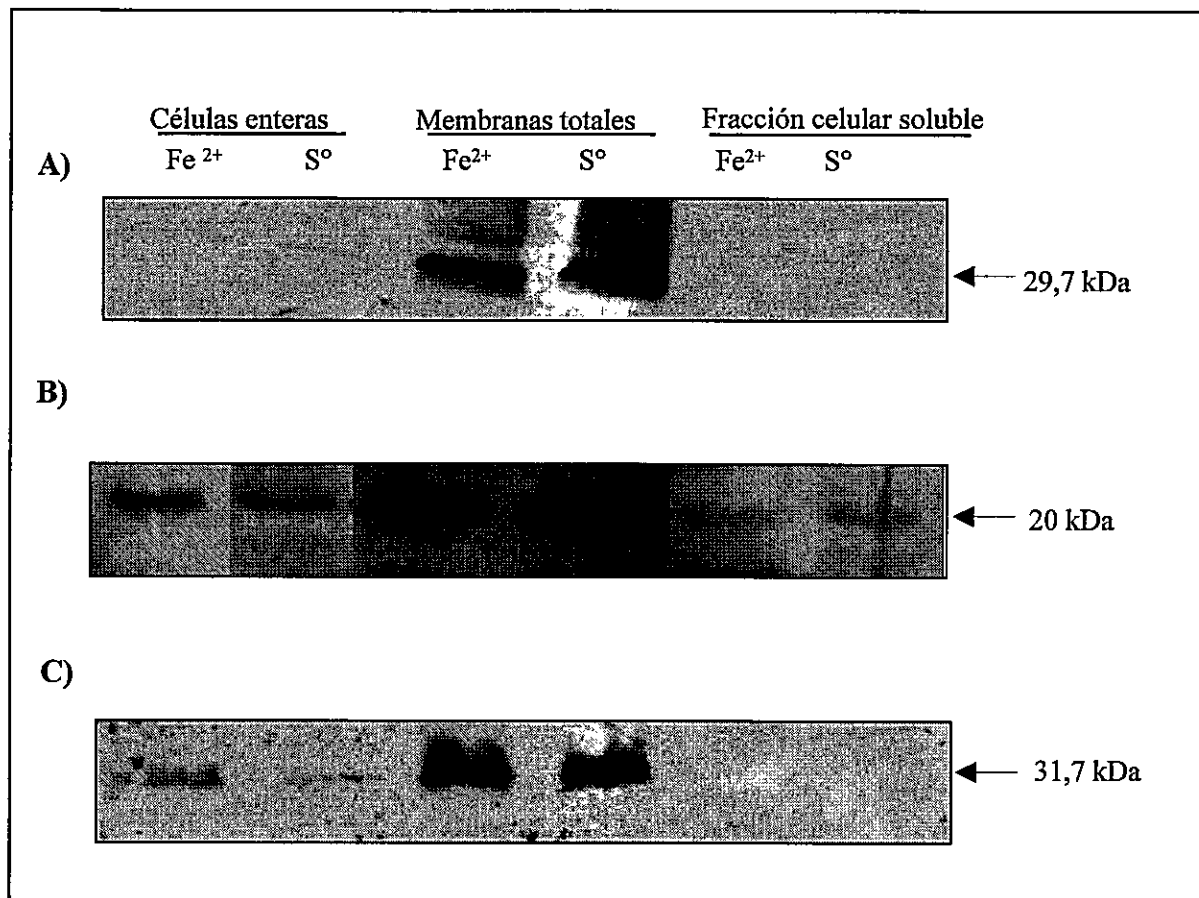 Células enteras Membranas totales Fracción celular soluble
Fe 2+ S° Fe2+ S° Fe2+ S°
A)
29,7 kDa
B)
20 kDa
C)
31,7 kDa